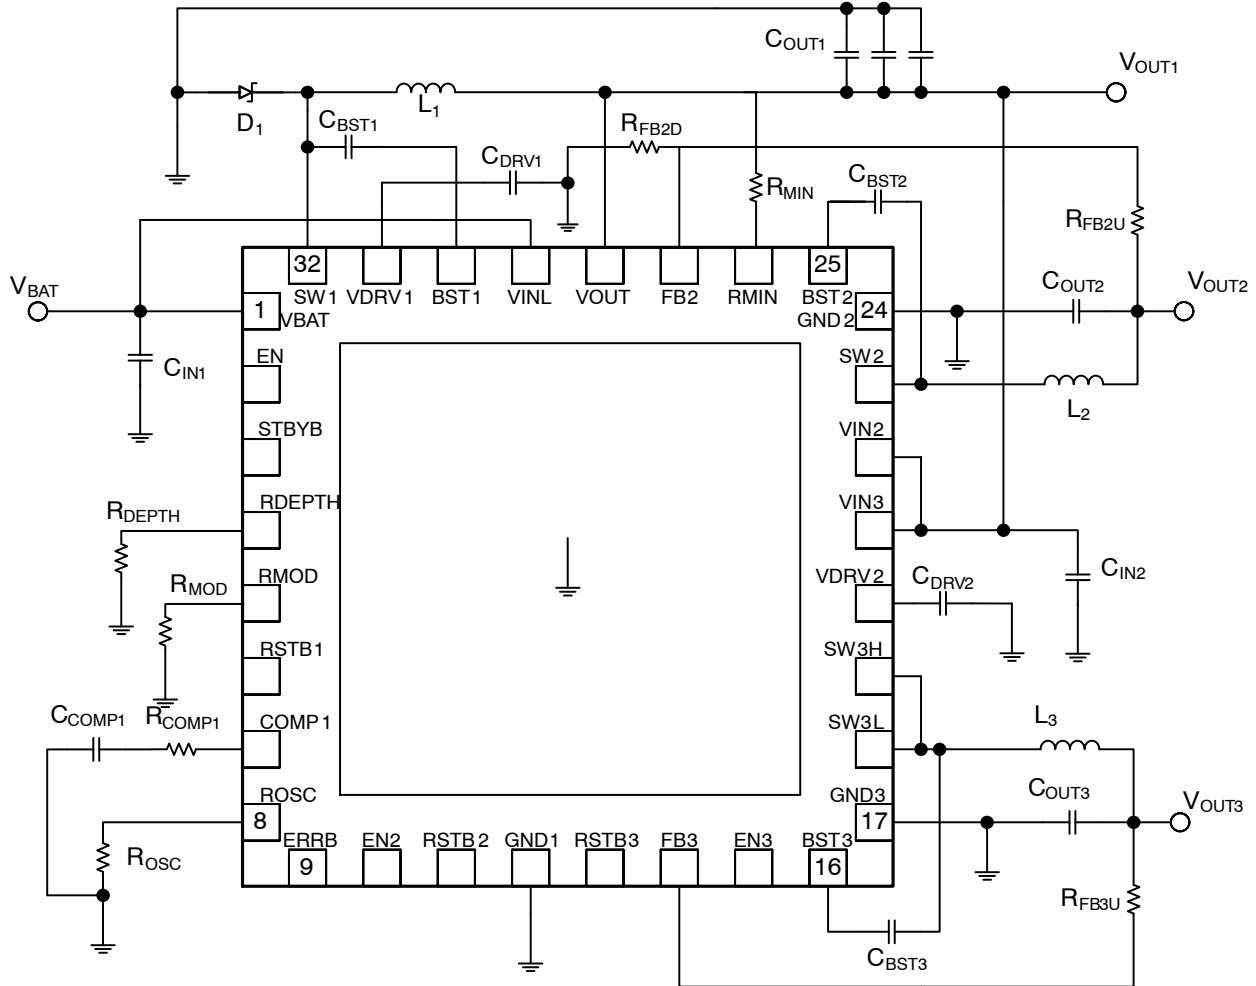 COUT1
VOUT1
D1
L1
CBST1
RFB2D
CDRV1
CBST2
RMIN
RFB2U
32
25
VBAT
SW1
VDRV1
BST1
VINL
VOUT
FB2
RMIN
BST2
COUT2
VOUT2
1
VBAT
GND2
24
CIN1
EN
SW2
L2
STBYB
VIN2
RDEPTH
RDEPTH
VIN3
RMOD
RMOD
VDRV2
CDRV2
CIN2
RSTB1
SW3H
CCOMP1
RCOMP1
COMP1
SW3L
L3
ROSC
8
GND3
17
COUT3
VOUT3
ROSC
ERRB
EN2
RSTB2
GND1
RSTB3
FB3
EN3
BST3
9
16
RFB3U
CBST3